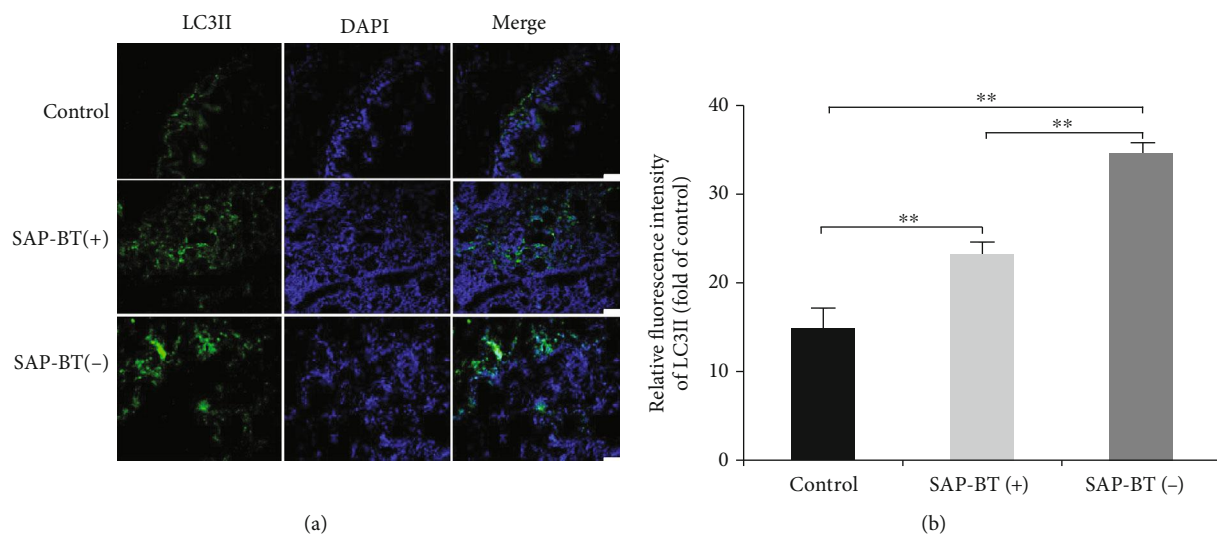 LC3II
DAPI
Merge
Control
SAP-BT(+)
SAP-BT(–)
(a)
Relative fluorescence intensity
of LC3II (fold of control)
40
30
20
10
0
**
**
**
Control
SAP-BT (+)
SAP-BT (–)
(b)